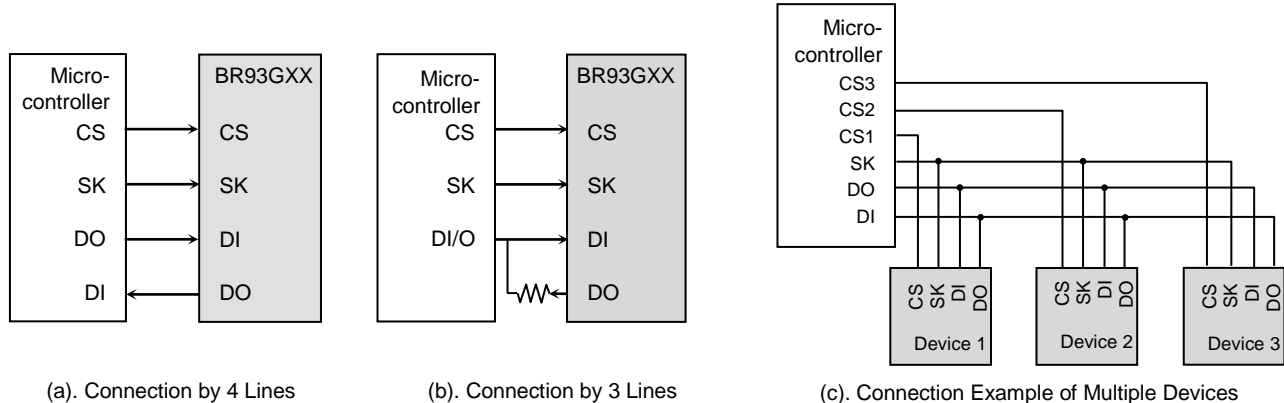 Micro-
controller
CS
SK
DO
DI
BR93GXX
CS
SK
DI
DO
(a). Connection by 4 Lines
Micro-
controller
CS
SK
DI/O
BR93GXX
CS
SK
DI
DO
(b). Connection by 3 Lines
Micro-
controller
CS3
CS2
CS1
SK
DO
DI
CS
SK
DI
DO
Device 1
CS
SK
DI
DO
Device 2
CS
SK
DI
DO
Device 3
(c). Connection Example of Multiple Devices